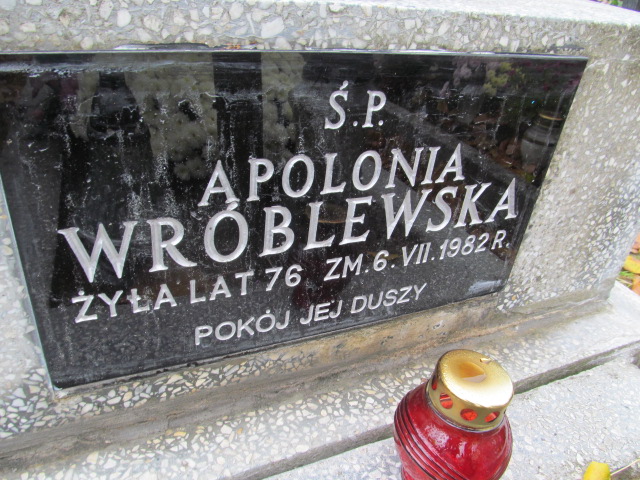 Ś.P.
APOLONIA
WRÓBLEWSKA
ŻYŁA LAT 76 ZM. 6. VII. 1982 R.
POKÓJ JEJ DUSZY